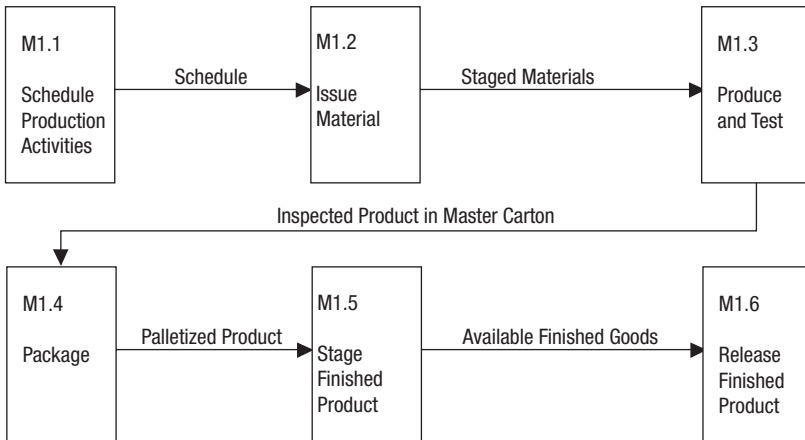 M1.1
Schedule
Production
Activities
Schedule
M1.2
Issue
Material
Staged Materials
M1.3
Produce
and Test
Inspected Product in Master Carton
M1.4
Package
Palletized Product
M1.5
Stage
Finished
Product
Available Finished Goods
M1.6
Release
Finished
Product